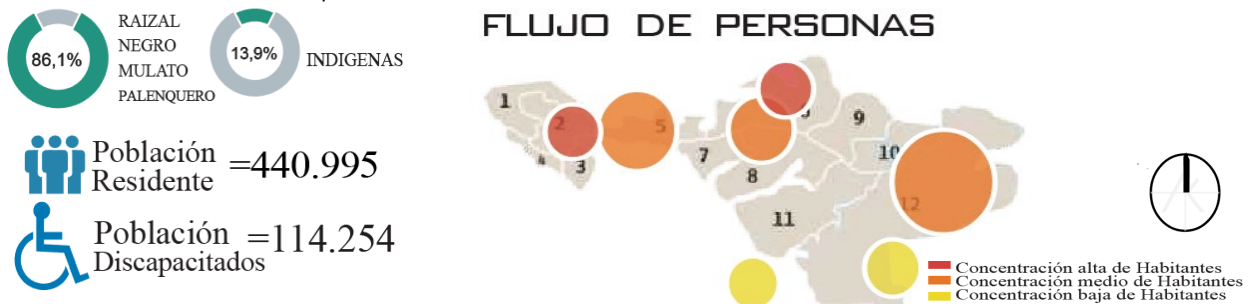 86,1%
RAIZAL
NEGRO
MULATO
PALENQUERO
13,9%
INDIGENAS
Población
Residente
=440.995
Población
Discapacitados
=114.254
FLUJO DE PERSONAS
1
2
3
5
7
8
9
10
11
12
Concentración alta de Habitantes
Concentración medio de Habitantes
Concentración baja de Habitantes